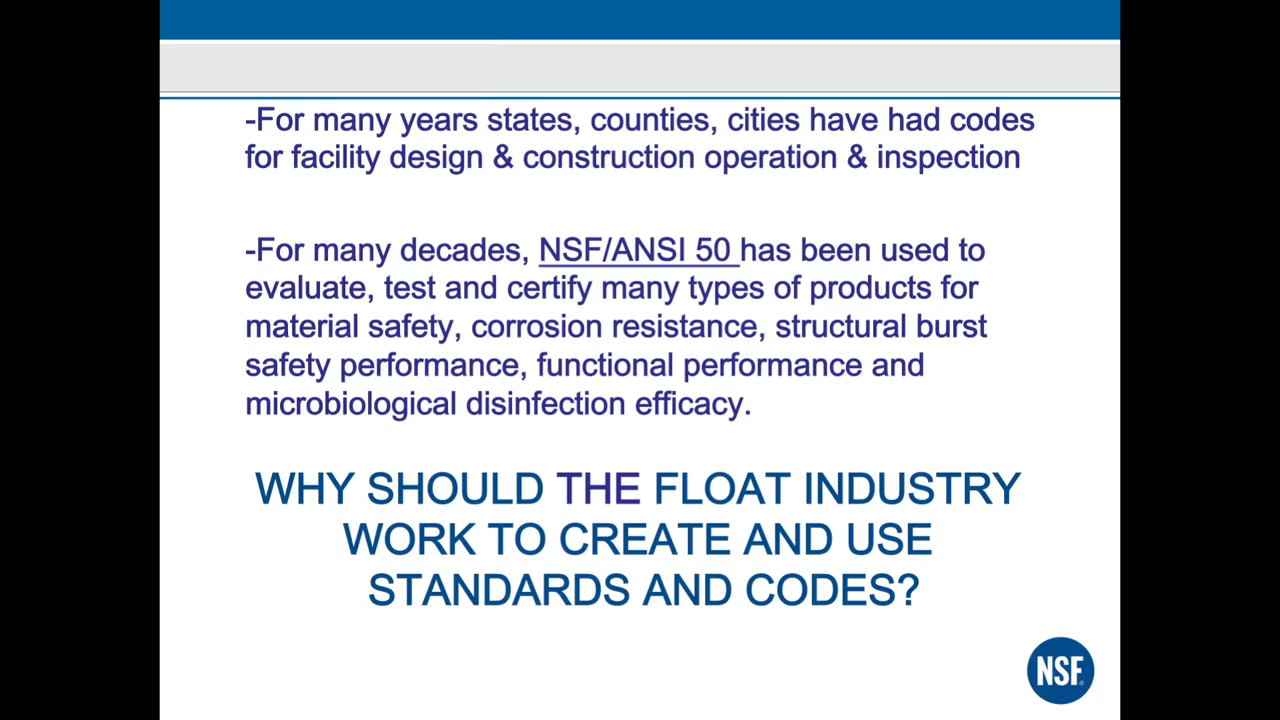 -For many years states, counties, cities have had codes
for facility design & construction operation & inspection
-For many decades, NSF/ANSI 50 has been used to
evaluate, test and certify many types of products for
material safety, corrosion resistance, structural burst
safety performance, functional performance and
microbiological disinfection efficacy.
WHY SHOULD THE FLOAT INDUSTRY
WORK TO CREATE AND USE
STANDARDS AND CODES?
NSF®